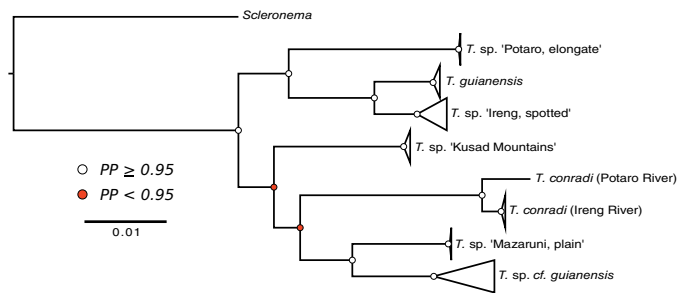 Scleronema
T. sp. 'Potaro, elongate'
T. guianensis
T. sp. 'Ireng, spotted'
T. sp. 'Kusad Mountains'
PP ≥ 0.95
T. conradi (Potaro River)
PP < 0.95
T. conradi (Ireng River)
0.01
T. sp. 'Mazaruni, plain'
T. sp. cf. guianensis